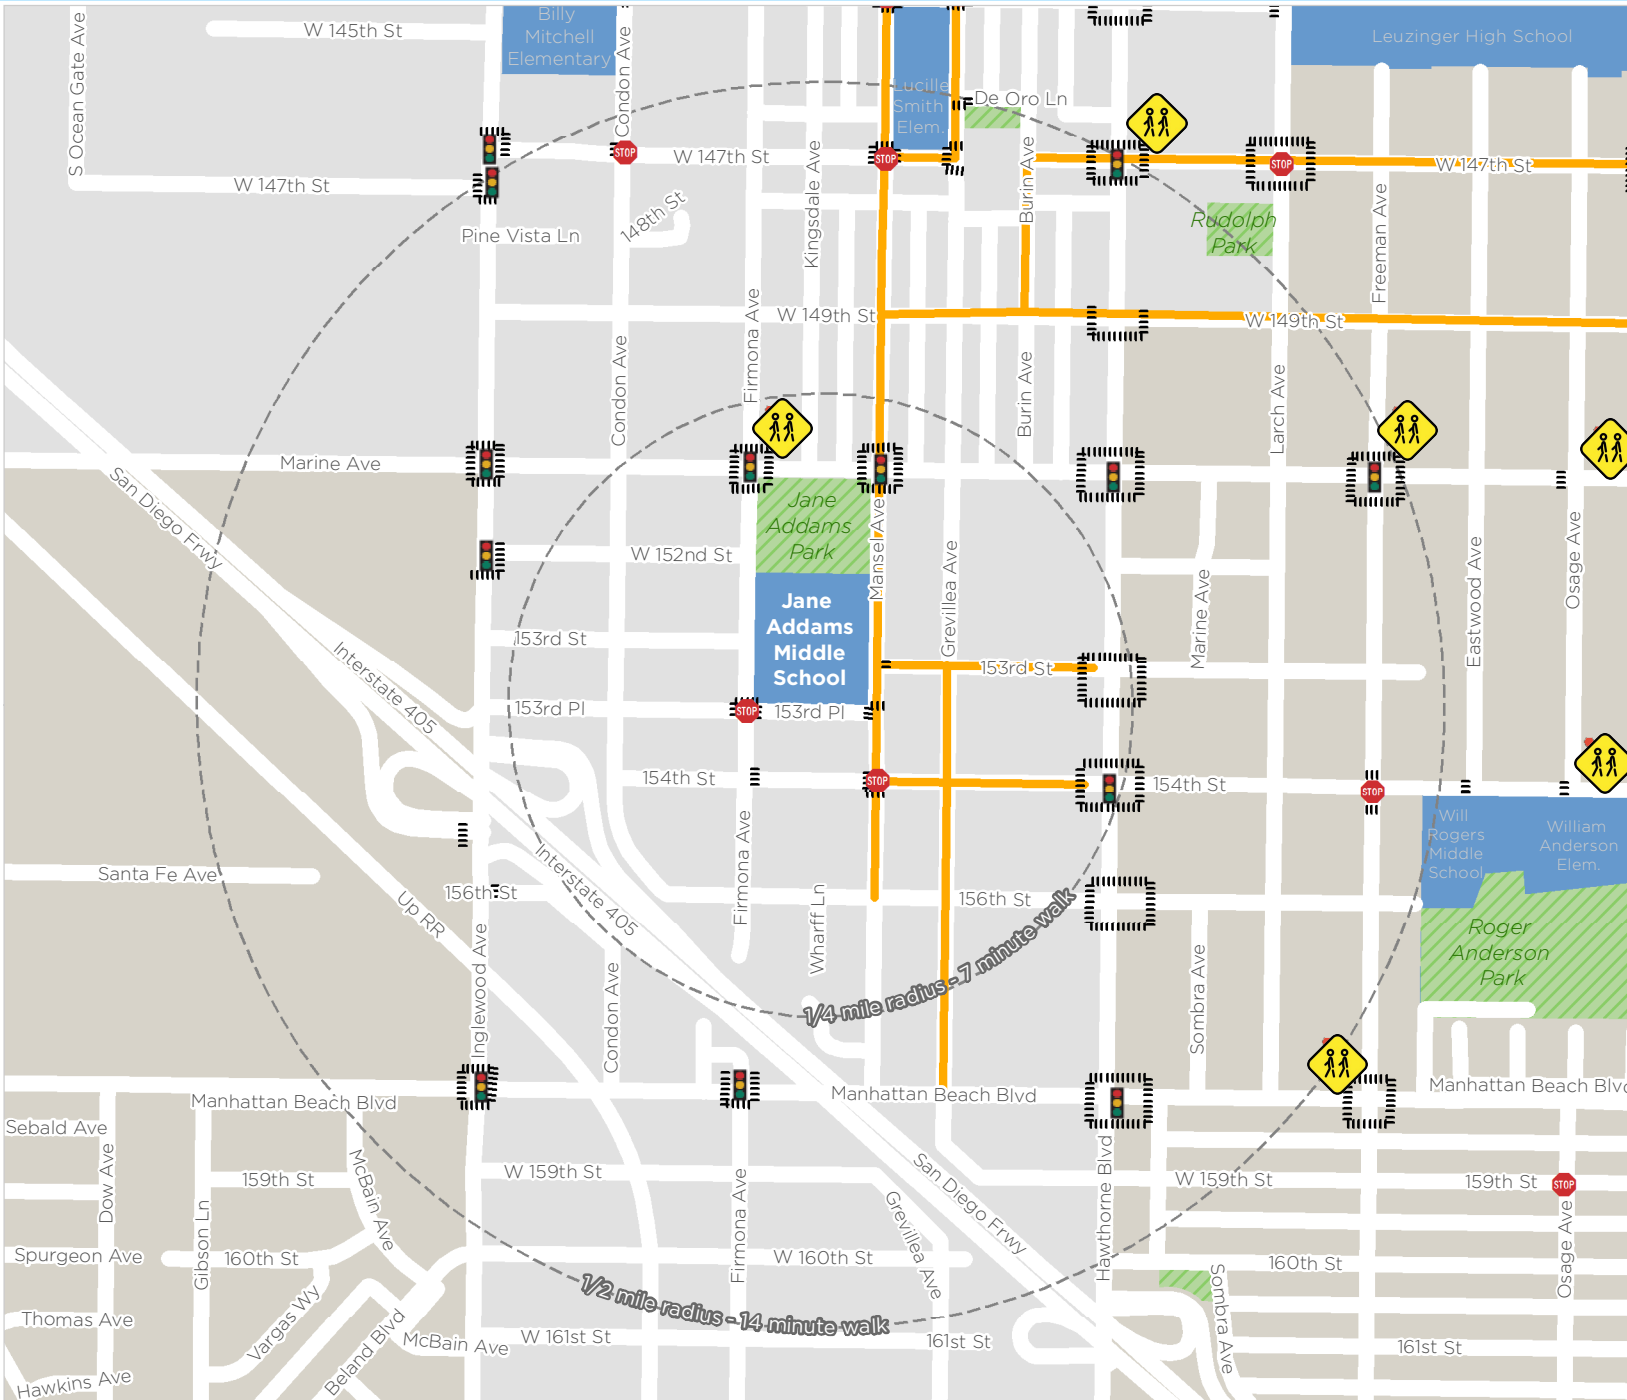 Billy
Mitchell
Elementary
W 145th St
S Ocean Gate Ave
Condon Ave
Leuzinger High School
Lucille
Smith
Elem.
De Oro Ln
W 147th St
STOP
W 147th St
STOP
STOP
W 147th St
Kingsdale Ave
Burin Ave
Freeman Ave
148th St
Pine Vista Ln
Rudolph
Park
Firmona Ave
W 149th St
W 149th St
Condon Ave
Burin Ave
Larch Ave
Marine Ave
San Diego Frwy
Jane
Addams
Park
Mansel Ave
Grevillea Ave
W 152nd St
Marine Ave
Eastwood Ave
Osage Ave
Jane
Addams
Middle
School
153rd St
153rd St
Interstate 405
153rd Pl
STOP
153rd Pl
154th St
STOP
154th St
STOP
Will
Rogers
Middle
School
William
Anderson
Elem.
Santa Fe Ave
Interstate 405
156th St
Up RR
Firmona Ave
Wharff Ln
156th St
1/4 mile radius - 7 minute walk
Roger
Anderson
Park
Inglewood Ave
Condon Ave
Sombra Ave
Manhattan Beach Blvd
Manhattan Beach Blvd
Manhattan Beach Blvd
Sebald Ave
Dow Ave
159th St
McBain Ave
W 159th St
Firmona Ave
San Diego Frwy
Hawthorne Blvd
W 159th St
159th St
STOP
Gibson Ln
Spurgeon Ave
160th St
W 160th St
Grevillea Ave
160th St
Sombra Ave
Osage Ave
1/2 mile radius - 14 minute walk
Thomas Ave
Vargas Wy
Beland Blvd
McBain Ave
W 161st St
161st St
161st St
Hawkins Ave